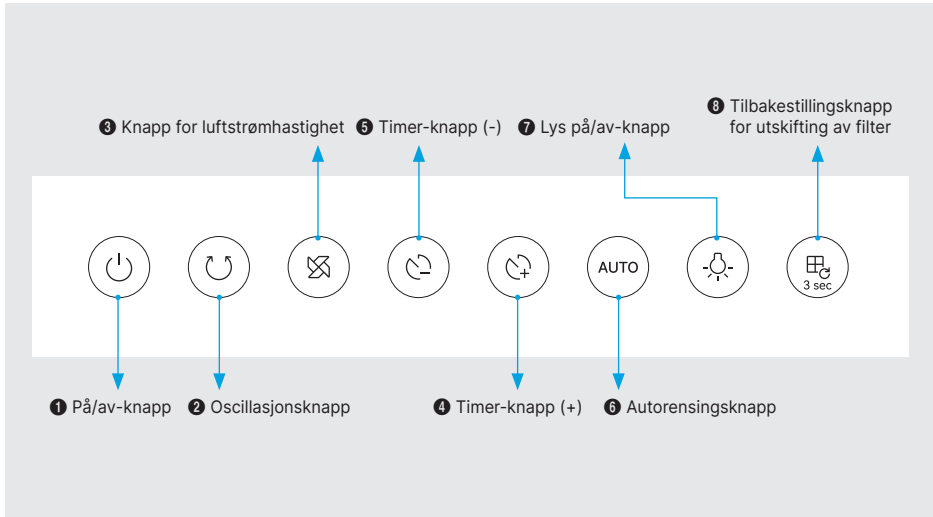 ❽ Tilbakestillingsknapp
for utskifting av filter
❸ Knapp for luftstrømhastighet
❺ Timer-knapp (-)
❼ Lys på/av-knapp
AUTO
3 sec
❶ På/av-knapp
❷ Oscillasjonsknapp
❹ Timer-knapp (+)
❻ Autorensingsknapp